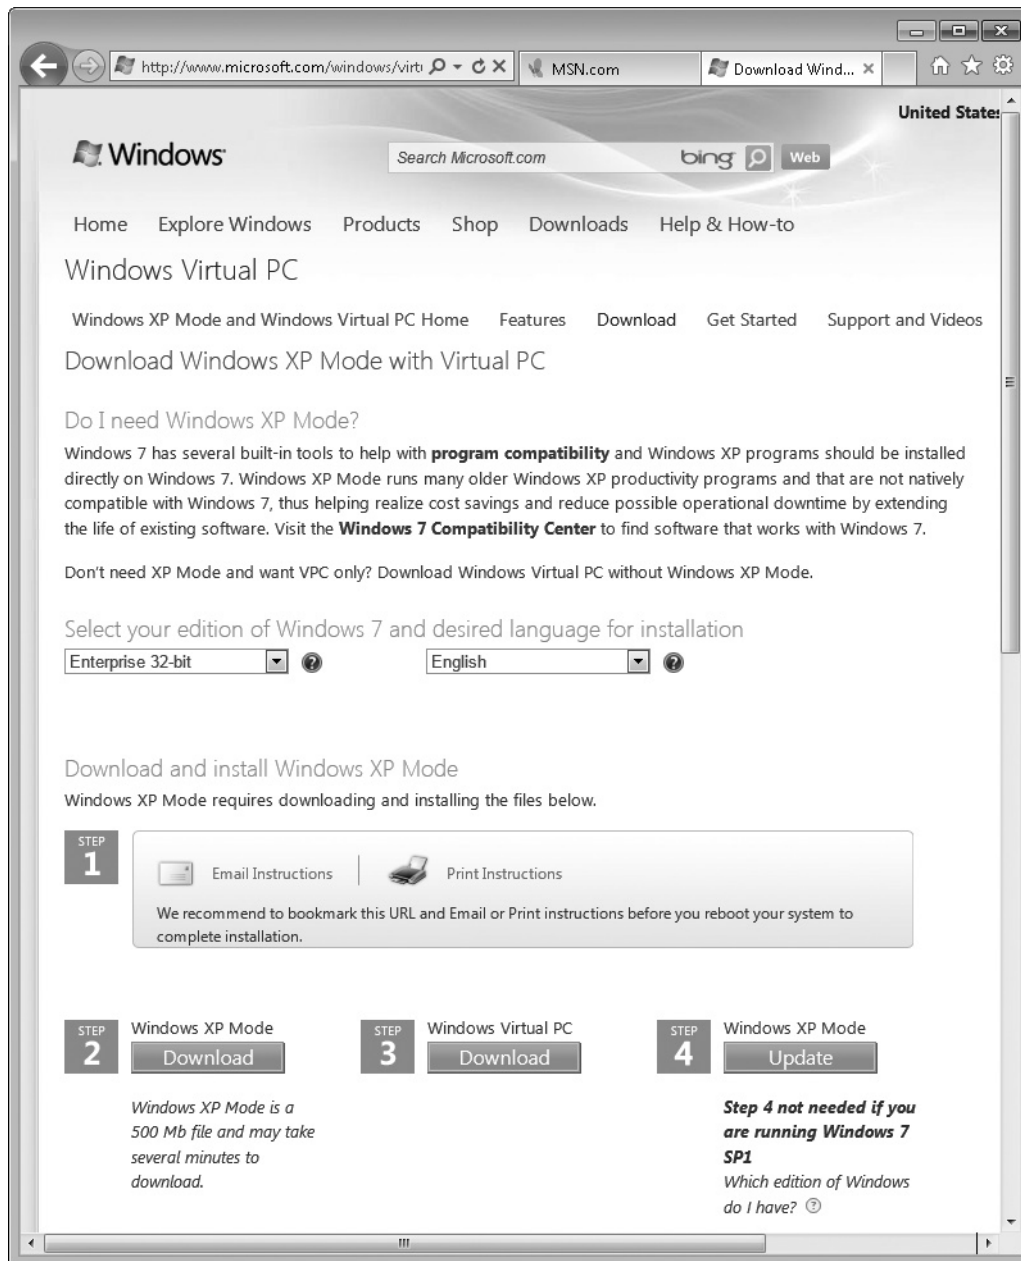 http://www.microsoft.com/windows/virt
MSN.com
Download Wind...
United States
Windows
Search Microsoft.com
bing
Web
Home Explore Windows Products Shop Downloads Help & How-to
Windows Virtual PC
Windows XP Mode and Windows Virtual PC Home Features Download Get Started Support and Videos
Download Windows XP Mode with Virtual PC
Do I need Windows XP Mode?
Windows 7 has several built-in tools to help with program compatibility and Windows XP programs should be installed
directly on Windows 7. Windows XP Mode runs many older Windows XP productivity programs and that are not natively
compatible with Windows 7, thus helping realize cost savings and reduce possible operational downtime by extending
the life of existing software. Visit the Windows 7 Compatibility Center to find software that works with Windows 7.
Don't need XP Mode and want VPC only? Download Windows Virtual PC without Windows XP Mode.
Select your edition of Windows 7 and desired language for installation
Enterprise 32-bit ? English ?
Download and install Windows XP Mode
Windows XP Mode requires downloading and installing the files below.
STEP
1
Email Instructions Print Instructions
We recommend to bookmark this URL and Email or Print instructions before you reboot your system to
complete installation.
STEP
2
Windows XP Mode
Download
Windows XP Mode is a
500 Mb file and may take
several minutes to
download.
STEP
3
Windows Virtual PC
Download
STEP
4
Windows XP Mode
Update
Step 4 not needed if you
are running Windows 7
SP1
Which edition of Windows
do I have? ?